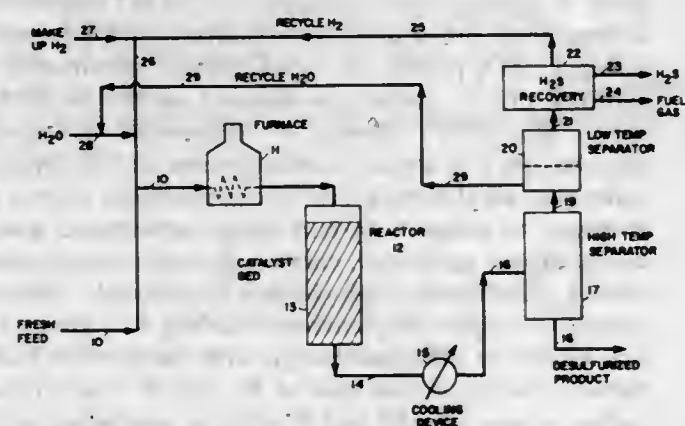 MAKE UP H2
27
RECYCLE H2
25
26
22
23
H2S
H2S RECOVERY
24
FUEL GAS
21
29
RECYCLE H2O
H2O
28
FURNACE
H
10
20
LOW TEMP SEPARATOR
29
19
REACTOR
12
CATALYST BED
13
HIGH TEMP SEPARATOR
16
17
FRESH FEED
10
15
14
16
COOLING DEVICE
DESULFURIZED PRODUCT